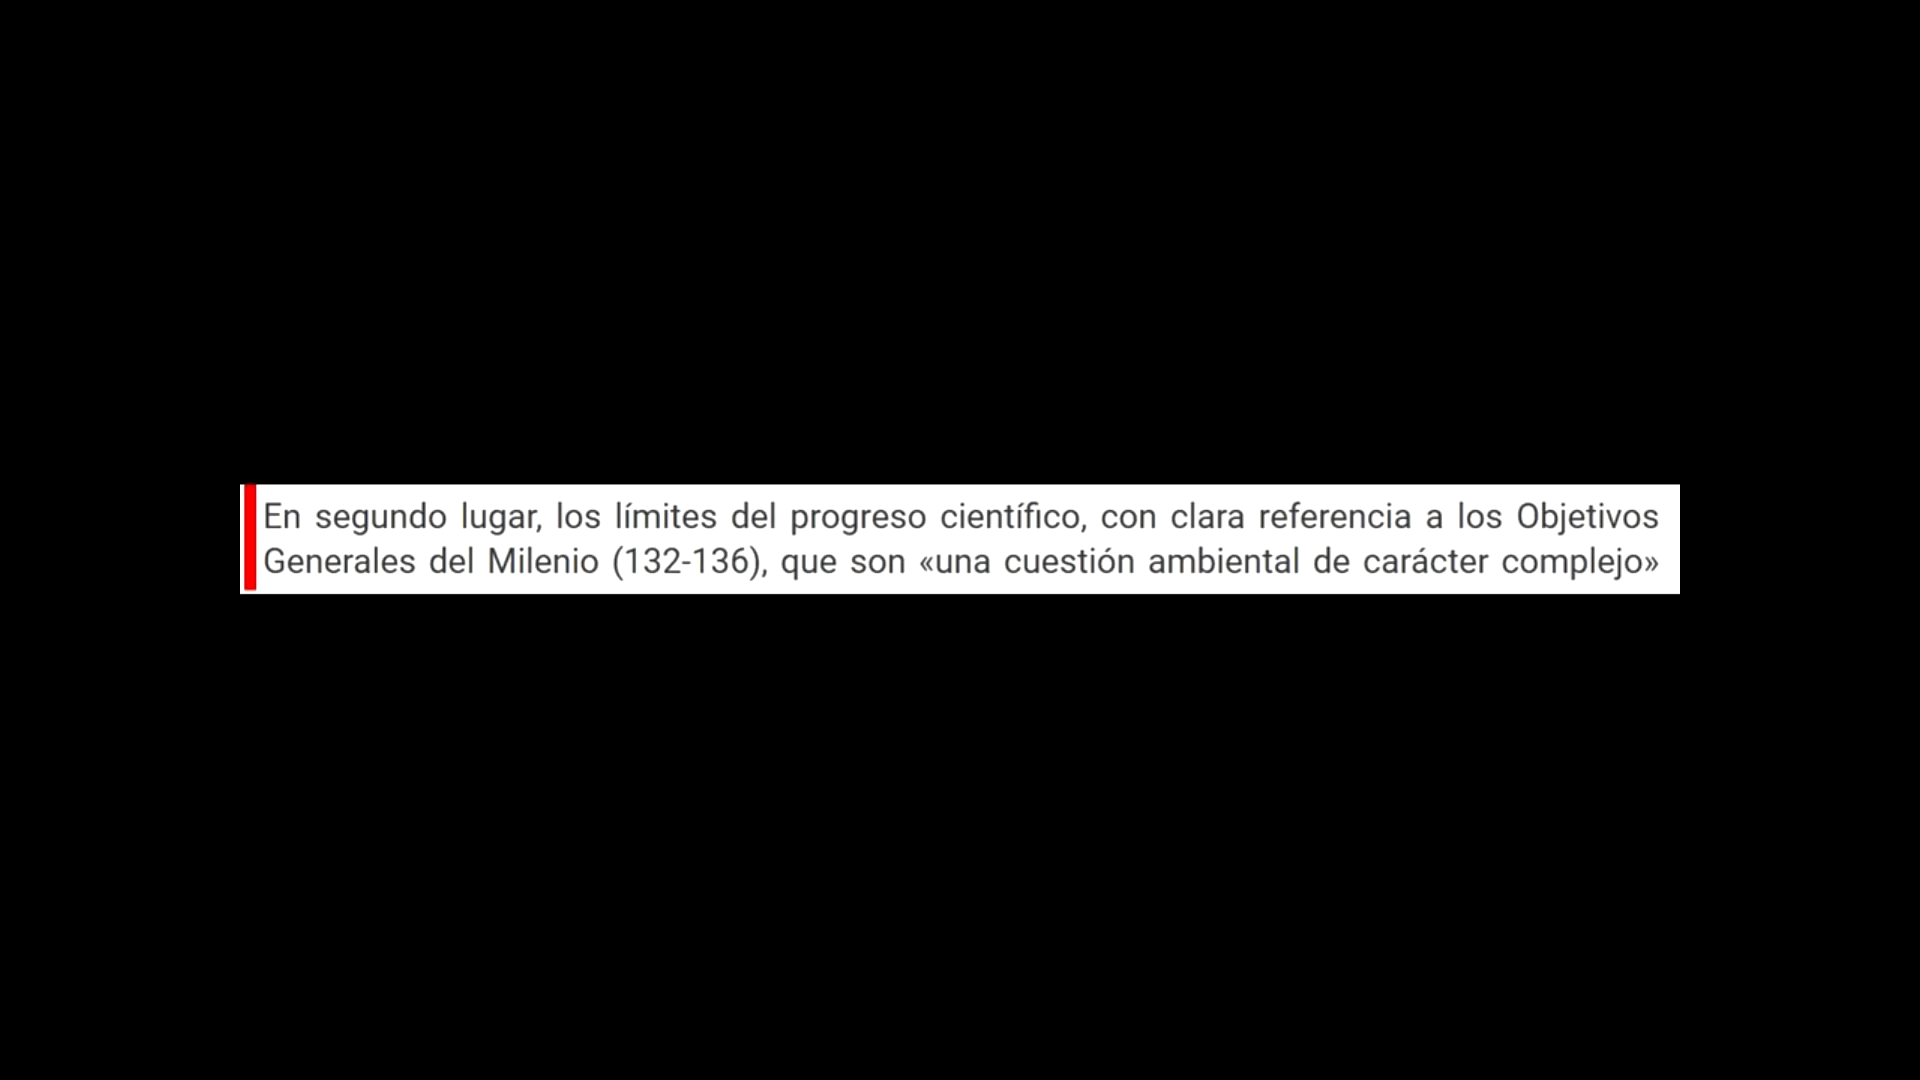 En segundo lugar, los límites del progreso científico, con clara referencia a los Objetivos
Generales del Milenio (132-136), que son «una cuestión ambiental de carácter complejo»